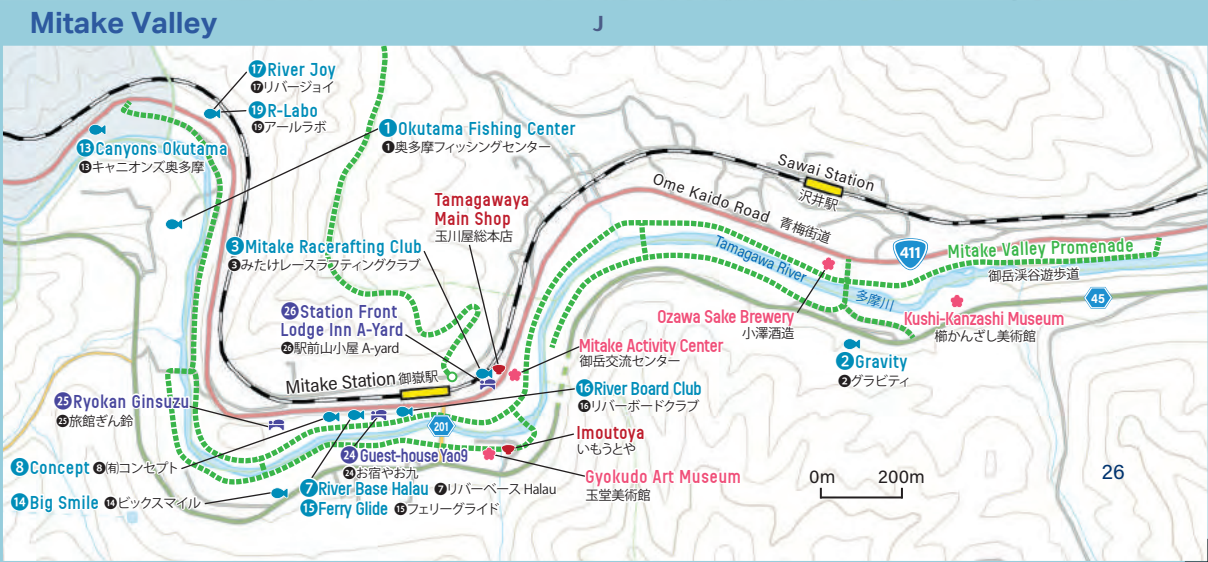 Mitake Valley
J
⓱River Joy
⓱リバージョイ
⓳R-Labo
⓳アールラボ
❶Okutama Fishing Center
❶奥多摩フィッシングセンター
⓭Canyons Okutama
⓭キャニオンズ奥多摩
Sawai Station
沢井駅
Tamagawaya
Main Shop
玉川屋総本店
Ome Kaido Road 青梅街道
❸Mitake Racerafting Club
❸みたけレースラフティングクラブ
Tamagawa River
多摩川
411
Mitake Valley Promenade
御岳渓谷遊歩道
45
㉖Station Front
Lodge Inn A-Yard
㉖駅前山小屋 A-yard
Ozawa Sake Brewery
小澤酒造
Kushi-Kanzashi Museum
櫛かんざし美術館
Mitake Activity Center
御岳交流センター
❷Gravity
❷グラビティ
Mitake Station 御嶽駅
⓰River Board Club
⓰リバーボードクラブ
㉕Ryokan Ginsuzu
㉕旅館ぎん鈴
201
Imoutoya
いもうとや
㉔Guest-house Yao9
㉔お宿やお九
❽Concept ❽㈲コンセプト
Gyokudo Art Museum
玉堂美術館
❼River Base Halau ❼リバーベース Halau
⓮Big Smile ⓮ビックスマイル
⓯Ferry Glide ⓯フェリーグライド
0m 200m
26